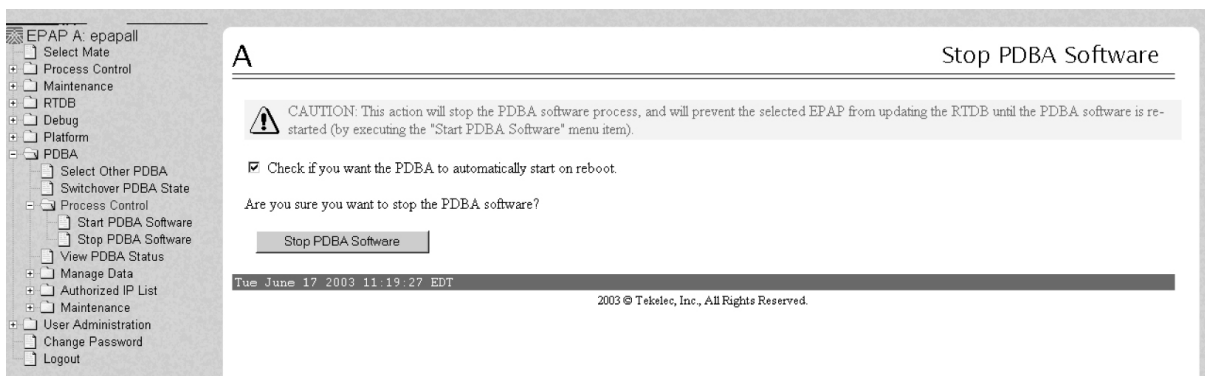 EPAP A: epapall
Select Mate
Process Control
Maintenance
RTDB
Debug
Platform
PDBA
Select Other PDBA
Switchover PDBA State
Process Control
Start PDBA Software
Stop PDBA Software
View PDBA Status
Manage Data
Authorized IP List
Maintenance
User Administration
Change Password
Logout
A
Stop PDBA Software
CAUTION: This action will stop the PDBA software process, and will prevent the selected EPAP from updating the RTDB until the PDBA software is re-
started (by executing the "Start PDBA Software" menu item).
Check if you want the PDBA to automatically start on reboot.
Are you sure you want to stop the PDBA software?
Stop PDBA Software
Tue June 17 2003 11:19:27 EDT
2003 © Tekelec, Inc., All Rights Reserved.